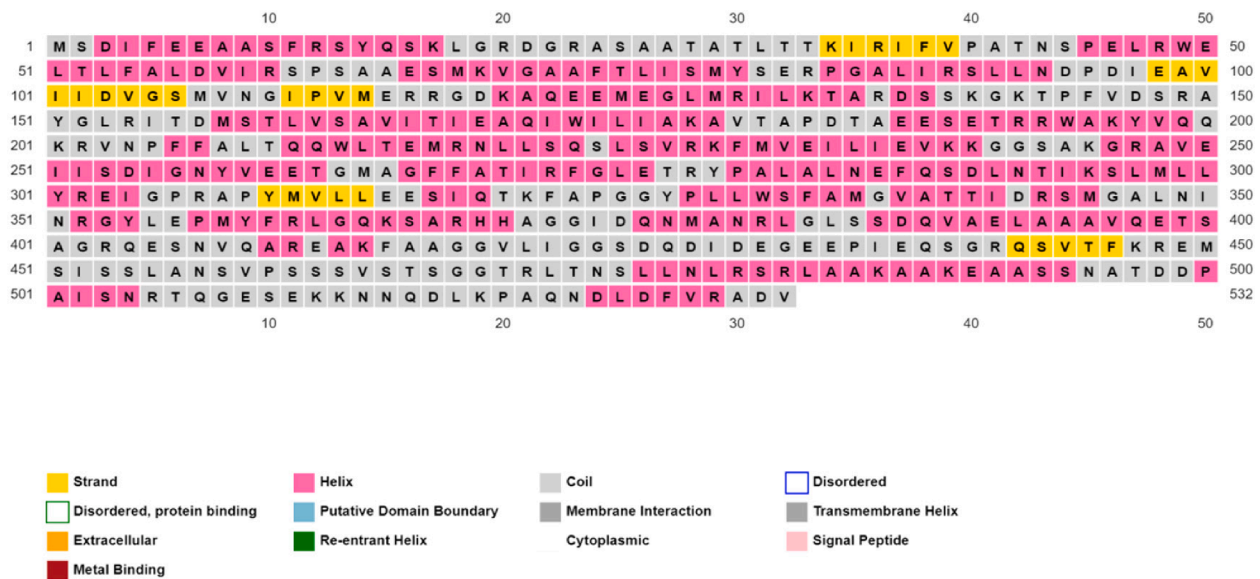 10 20 30 40 50
1 M S D I F E E A A S F R S Y Q S K L G R D G R A S A A T A T L T T K I R I F V P A T N S P E L R W E 50
51 L T L F A L D V I R S P S A A E S M K V G A A F T L I S M Y S E R P G A L I R S L L N D P D I E A V 100
101 I I D V G S M V N G I P V M E R R G D K A Q E E M E G L M R I L K T A R D S S K G K T P F V D S R A 150
151 Y G L R I T D M S T L V S A V I T I E A Q I W I L I A K A V T A P D T A E E S E T R R W A K Y V Q Q 200
201 K R V N P F F A L T Q Q W L T E M R N L L S Q S L S V R K F M V E I L I E V K K G G S A K G R A V E 250
251 I I S D I G N Y V E E T G M A G F F A T I R F G L E T R Y P A L A L N E F Q S D L N T I K S L M L L 300
301 Y R E I G P R A P Y M V L L E E S I Q T K F A P G G Y P L L W S F A M G V A T T I D R S M G A L N I 350
351 N R G Y L E P M Y F R L G Q K S A R H H A G G I D Q N M A N R L G L S S D Q V A E L A A A V Q E T S 400
401 A G R Q E S N V Q A R E A K F A A G G V L I G G S D Q D I D E G E E P I E Q S G R Q S V T F K R E M 450
451 S I S S L A N S V P S S S V S T S G G T R L T N S L L N L R S R L A A K A A K E A A S S N A T D D P 500
501 A I S N R T Q G E S E K K N N Q D L K P A Q N D L D F V R A D V 532
10 20 30 40 50
Strand Helix Coil Disordered
Disordered, protein binding Putative Domain Boundary Membrane Interaction Transmembrane Helix
Extracellular Re-entrant Helix Cytoplasmic Signal Peptide
Metal Binding